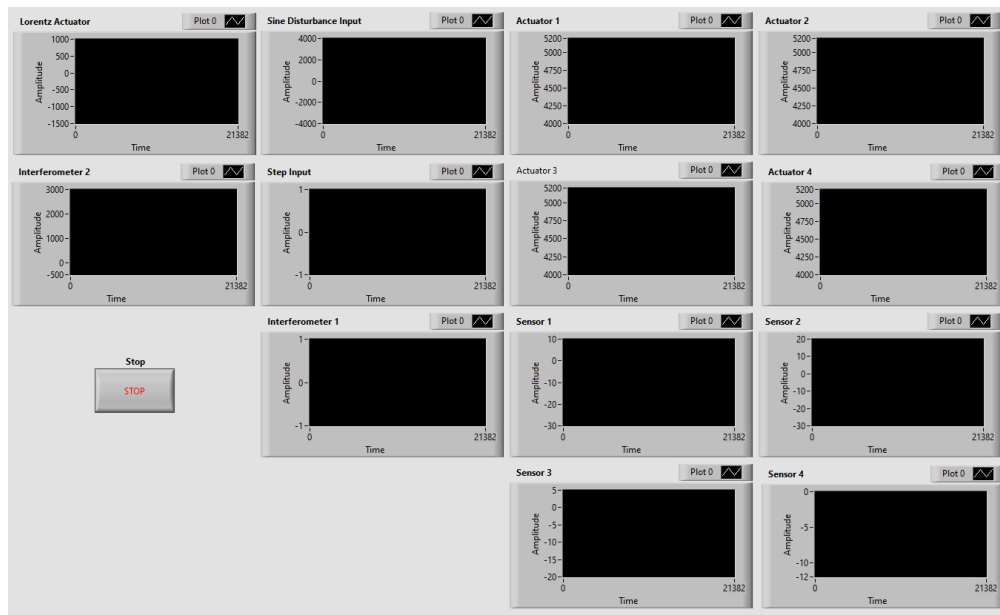 Lorentz Actuator Plot 0
1000
500
0
-500
-1000
-1500
Amplitude
0 21382
Time
Sine Disturbance Input Plot 0
4000
2000
0
-2000
-4000
Amplitude
0 21382
Time
Actuator 1 Plot 0
5200
5000
4750
4500
4250
4000
Amplitude
0 21382
Time
Actuator 2 Plot 0
5200
5000
4750
4500
4250
4000
Amplitude
0 21382
Time
Interferometer 2 Plot 0
3000
2000
1000
0
-500
Amplitude
0 21382
Time
Step Input Plot 0
1
0
-1
Amplitude
0 21382
Time
Actuator 3 Plot 0
5200
5000
4750
4500
4250
4000
Amplitude
0 21382
Time
Actuator 4 Plot 0
5200
5000
4750
4500
4250
4000
Amplitude
0 21382
Time
Stop
STOP
Interferometer 1 Plot 0
1
0
-1
Amplitude
0 21382
Time
Sensor 1 Plot 0
10
0
-10
-20
-30
Amplitude
0 21382
Time
Sensor 2 Plot 0
20
10
0
-10
-20
-30
Amplitude
0 21382
Time
Sensor 3 Plot 0
5
0
-5
-10
-15
-20
Amplitude
0 21382
Time
Sensor 4 Plot 0
0
-5
-10
-12
Amplitude
0 21382
Time